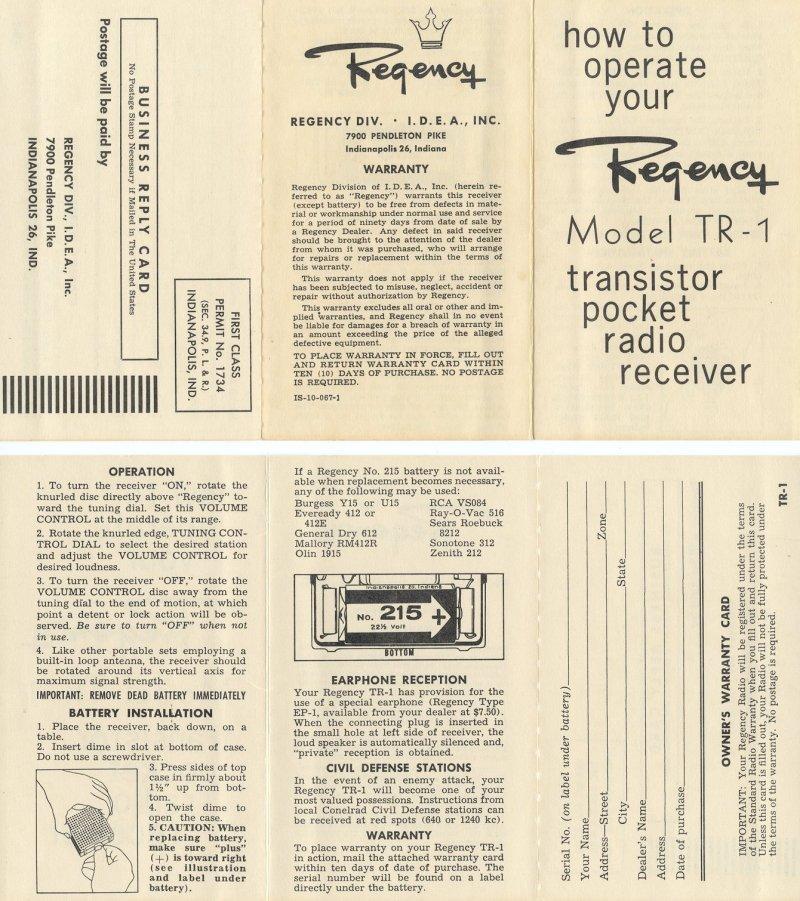 BUSINESS REPLY CARD
No Postage Stamp Necessary if Mailed in The United States
Postage will be paid by
REGENCY DIV., I.D.E.A., Inc.
7900 Pendleton Pike
INDIANAPOLIS 26, IND.
FIRST CLASS
PERMIT No. 1734
(SEC. 34.9, P. L. & R.)
INDIANAPOLIS, IND.
Regency
REGENCY DIV. · I. D. E. A., INC.
7900 PENDLETON PIKE
Indianapolis 26, Indiana
WARRANTY
Regency Division of I. D. E. A., Inc. (herein re-
ferred to as "Regency") warrants this receiver
(except battery) to be free from defects in mate-
rial or workmanship under normal use and service
for a period of ninety days from date of sale by
a Regency Dealer. Any defect in said receiver
should be brought to the attention of the dealer
from whom it was purchased, who will arrange
for repairs or replacement within the terms of
this warranty.
This warranty does not apply if the receiver
has been subjected to misuse, neglect, accident or
repair without authorization by Regency.
This warranty excludes all oral or other and im-
plied warranties, and Regency shall in no event
be liable for damages for a breach of warranty in
an amount exceeding the price of the alleged
defective equipment.
TO PLACE WARRANTY IN FORCE, FILL OUT
AND RETURN WARRANTY CARD WITHIN
TEN (10) DAYS OF PURCHASE. NO POSTAGE
IS REQUIRED.
IS-10-067-1
how to
operate
your
Regency
Model TR-1
transistor
pocket
radio
receiver
OPERATION
1. To turn the receiver "ON," rotate the
knurled disc directly above "Regency" to-
ward the tuning dial. Set this VOLUME
CONTROL at the middle of its range.
2. Rotate the knurled edge, TUNING CON-
TROL DIAL to select the desired station
and adjust the VOLUME CONTROL for
desired loudness.
3. To turn the receiver "OFF," rotate the
VOLUME CONTROL disc away from the
tuning dial to the end of motion, at which
point a detent or lock action will be ob-
served. Be sure to turn "OFF" when not
in use.
4. Like other portable sets employing a
built-in loop antenna, the receiver should
be rotated around its vertical axis for
maximum signal strength.
IMPORTANT: REMOVE DEAD BATTERY IMMEDIATELY
BATTERY INSTALLATION
1. Place the receiver, back down, on a
table.
2. Insert dime in slot at bottom of case.
Do not use a screwdriver.
3. Press sides of top
case in firmly about
1½" up from bot-
tom.
4. Twist dime to
open the case.
5. CAUTION: When
replacing battery,
make sure "plus"
(+) is toward right
(see illustration
and label under
battery).
If a Regency No. 215 battery is not avail-
able when replacement becomes necessary,
any of the following may be used:
Burgess Y15 or U15
Eveready 412 or
412E
General Dry 612
Mallory RM412R
Olin 1915
RCA VS084
Ray-O-Vac 516
Sears Roebuck
8212
Sonotone 312
Zenith 212
Indianapolis 26, Indiana
No. 215 +
22½ Volt
BOTTOM
EARPHONE RECEPTION
Your Regency TR-1 has provision for the
use of a special earphone (Regency Type
EP-1, available from your dealer at $7.50).
When the connecting plug is inserted in
the small hole at left side of receiver, the
loud speaker is automatically silenced and,
"private" reception is obtained.
CIVIL DEFENSE STATIONS
In the event of an enemy attack, your
Regency TR-1 will become one of your
most valued possessions. Instructions from
local Conelrad Civil Defense stations can
be received at red spots (640 or 1240 kc).
WARRANTY
To place warranty on your Regency TR-1
in action, mail the attached warranty card
within ten days of date of purchase. The
serial number will be found on a label
directly under the battery.
Serial No. (on label under battery)
Your Name
Address—Street Zone
City State
Dealer's Name
Address
Date of purchase
OWNER'S WARRANTY CARD
IMPORTANT: Your Regency Radio will be registered under the terms
of the Standard Radio Warranty when you fill out and return this card.
Unless this card is filled out, your Radio will not be fully protected under
the terms of the warranty. No postage is required.
TR-1